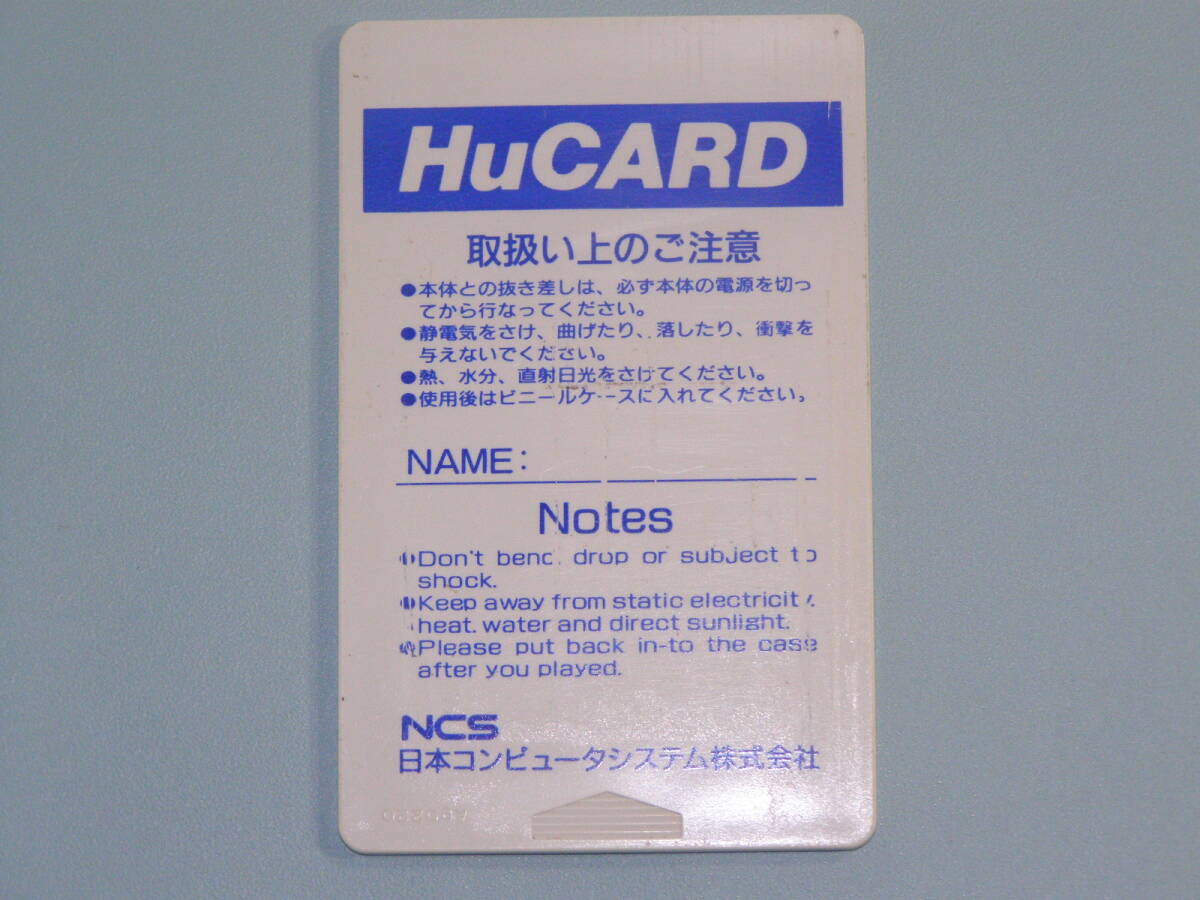 HuCARD
取扱い上のご注意
●本体との抜き差しは、必ず本体の電源を切っ
てから行なってください。
●静電気をさけ、曲げたり、落したり、衝撃を
与えないでください。
●熱、水分、直射日光をさけてください。
●使用後はビニールケースに入れてください。
NAME:
Notes
●Don't bend, drop or subject to
shock.
●Keep away from static electricity,
heat, water and direct sunlight.
●Please put back in-to the case
after you played.
NCS
日本コンピュータシステム株式会社